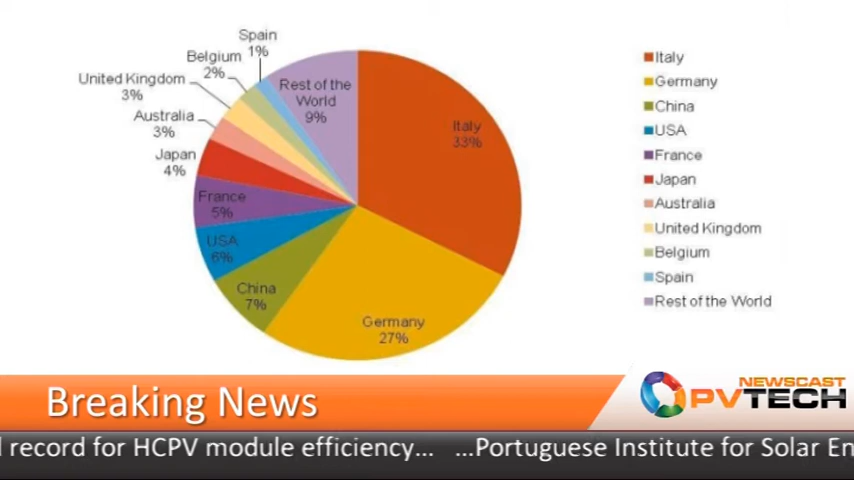 Spain
1%
Belgium
2%
United Kingdom
3%
Australia
3%
Japan
4%
France
5%
USA
6%
China
7%
Germany
27%
Italy
33%
Rest of the
World
9%
Italy
Germany
China
USA
France
Japan
Australia
United Kingdom
Belgium
Spain
Rest of the World
Breaking News
NEWSCAST
PVTECH
record for HCPV module efficiency... ...Portuguese Institute for Solar En